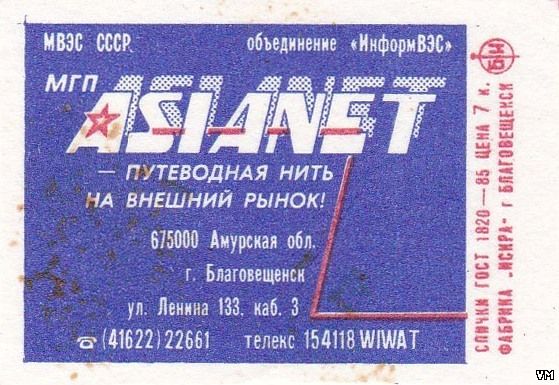 МВЭС СССР объединение «ИнформВЭС»
МГП
ASIANET
— ПУТЕВОДНАЯ НИТЬ
НА ВНЕШНИЙ РЫНОК!
675000 Амурская обл.
г. Благовещенск
ул. Ленина 133. каб. 3
☎(41622)22661 телекс 154118 WIWAT
СПИЧКИ ГОСТ 1820—85 ЦЕНА 7 к.
ФАБРИКА „ИСКРА" г БЛАГОВЕЩЕНСК
VM